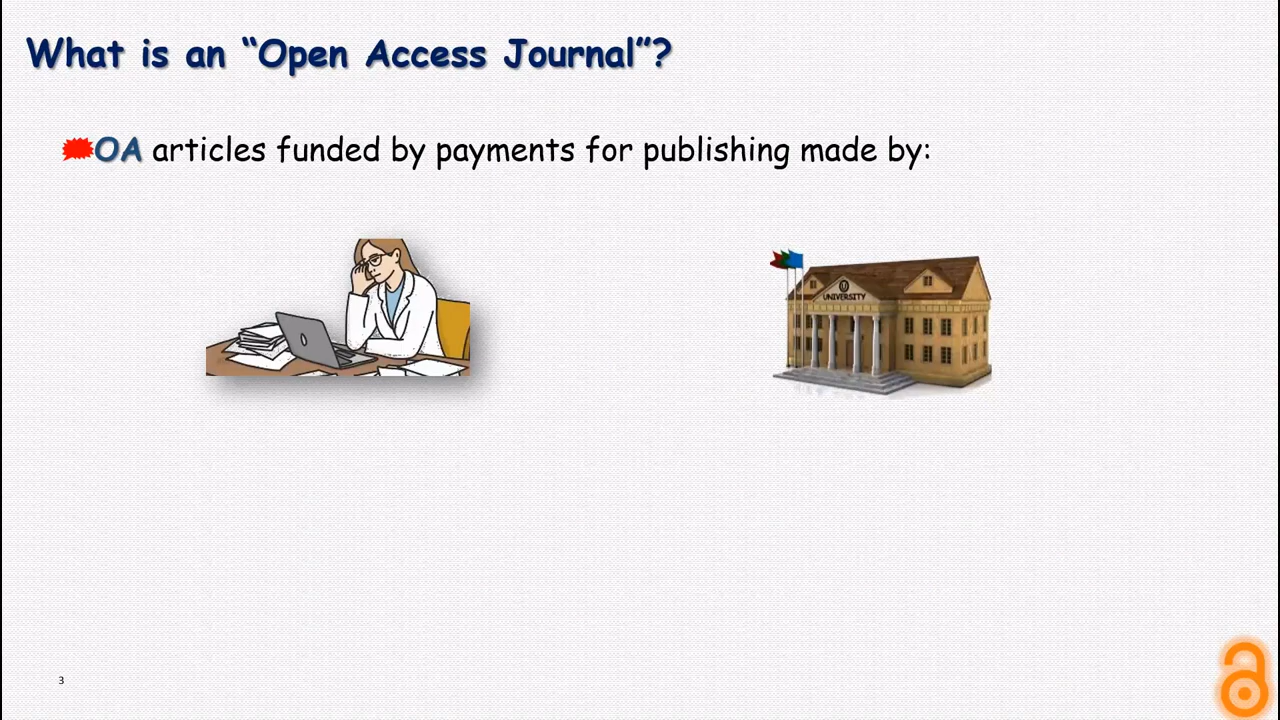 What is an “Open Access Journal”?
OA articles funded by payments for publishing made by:
UNIVERSITY
3